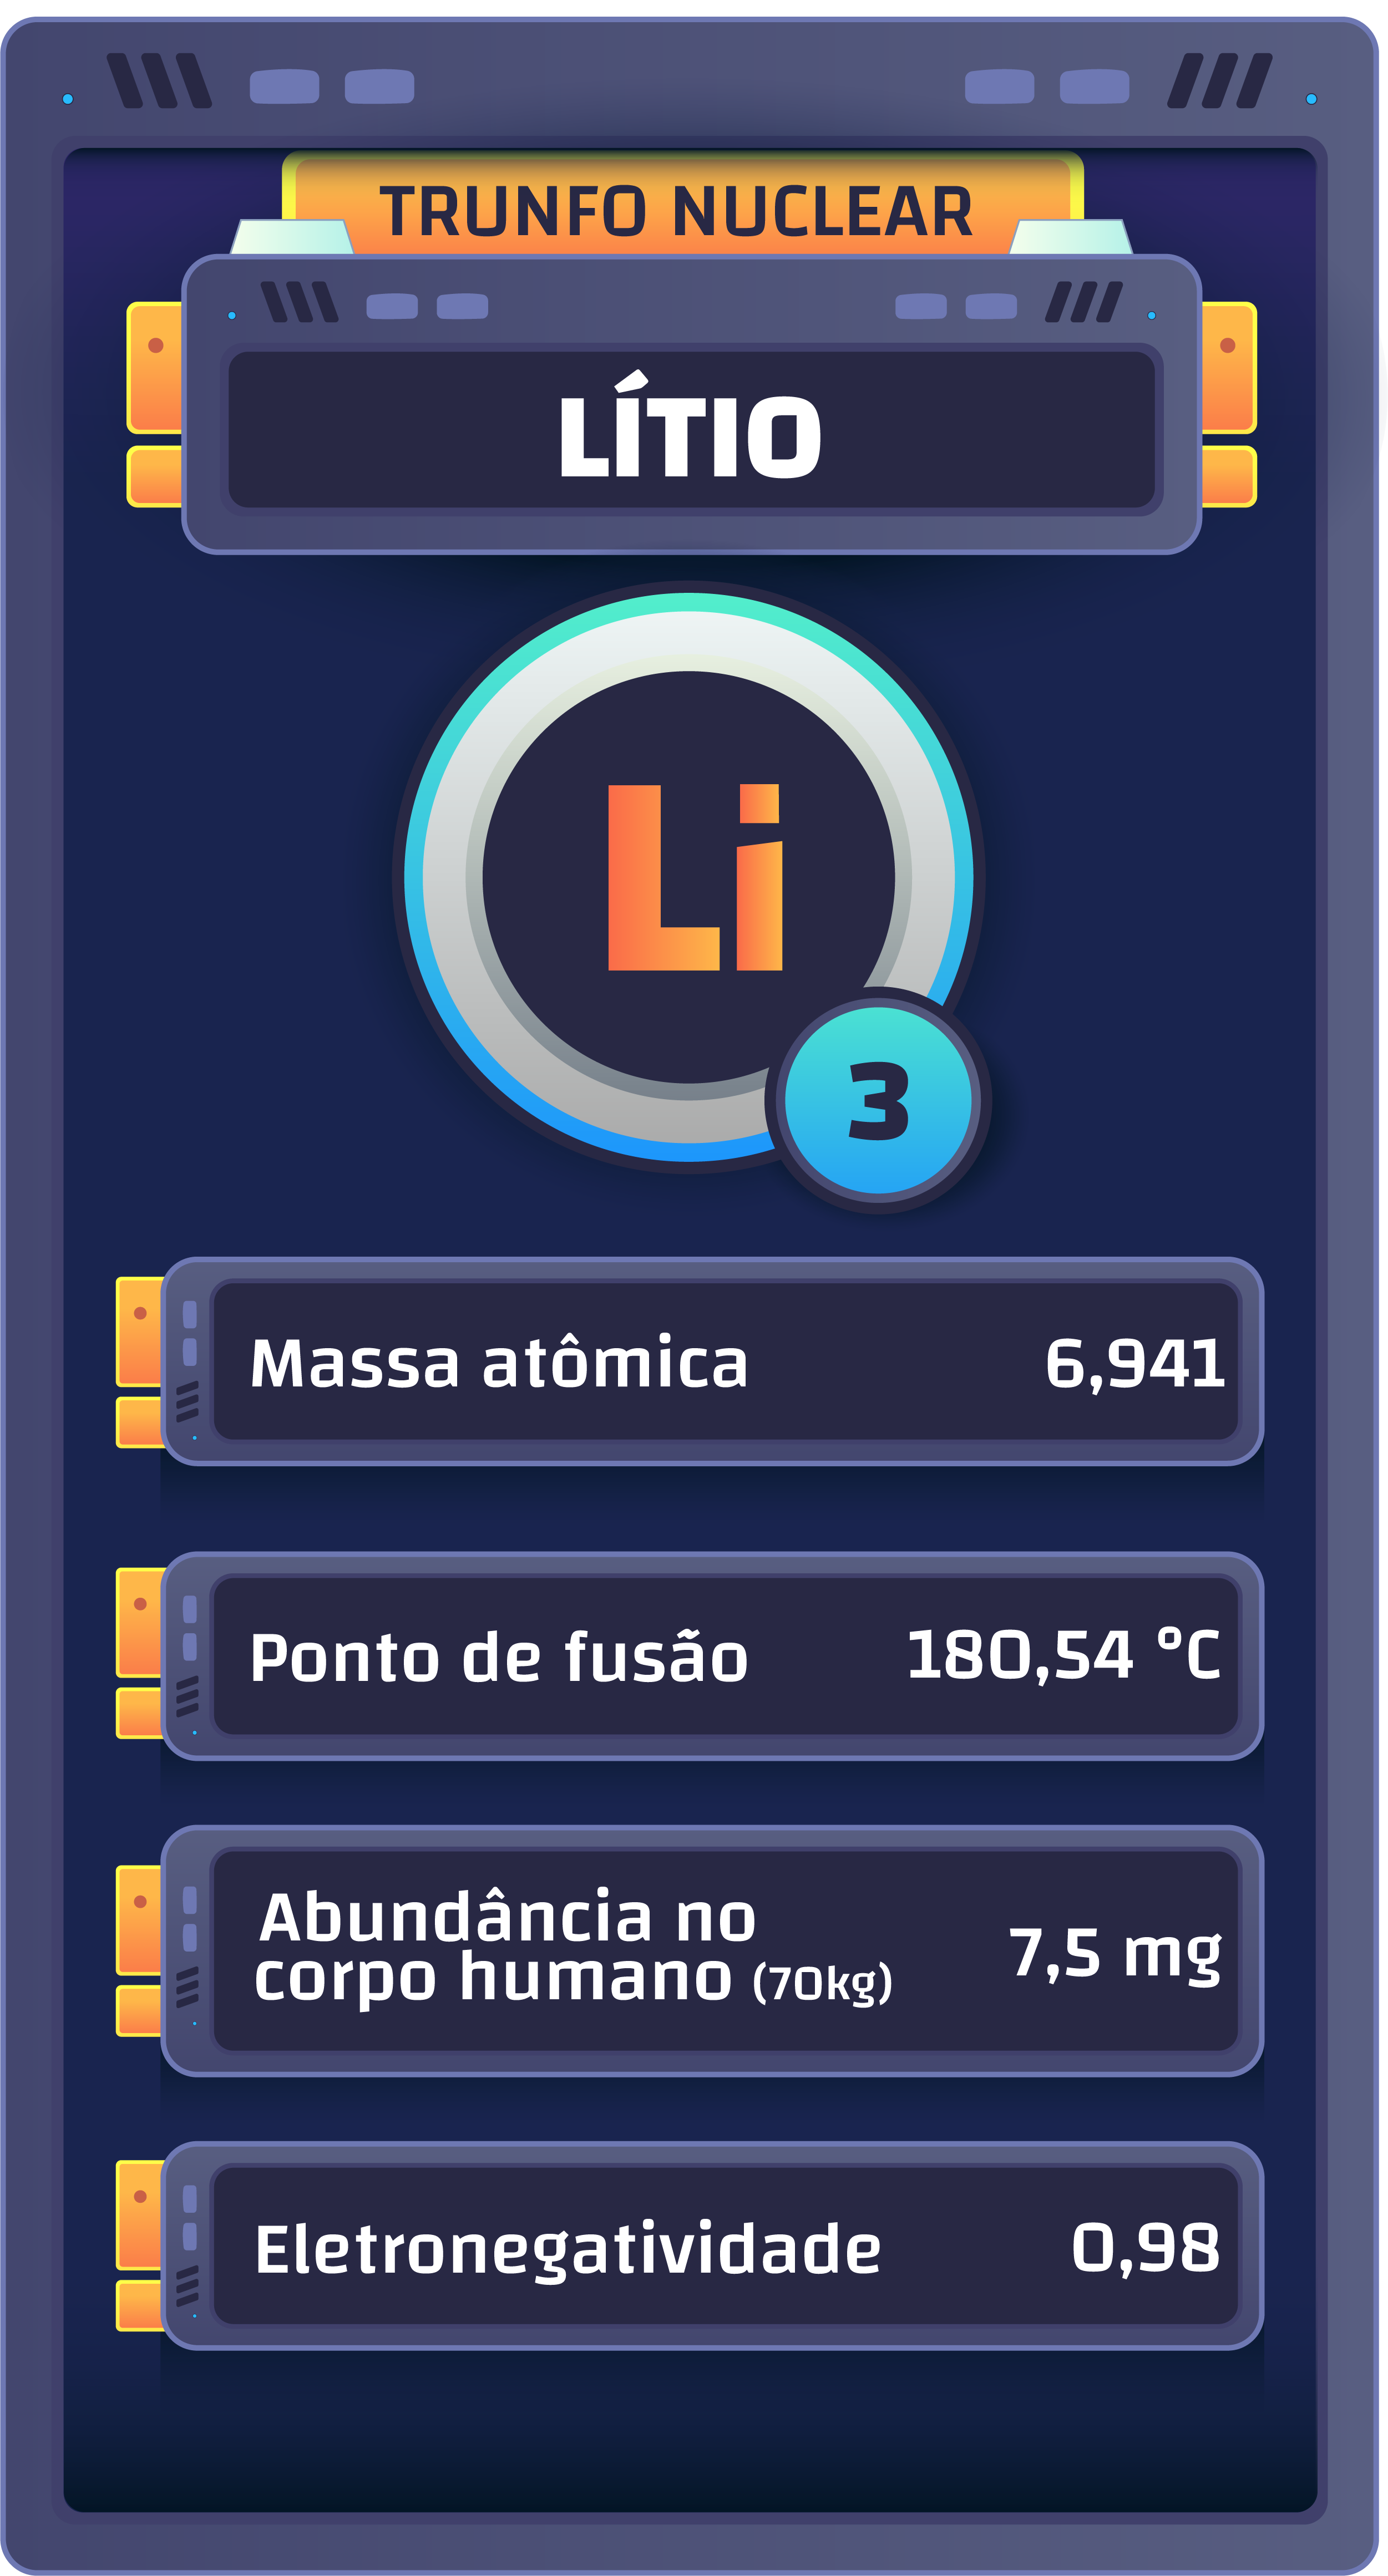 TRUNFO NUCLEAR
LÍTIO
Li
3
Massa atômica 6,941
Ponto de fusão 180,54 °C
Abundância no
corpo humano (70kg) 7,5 mg
Eletronegatividade 0,98